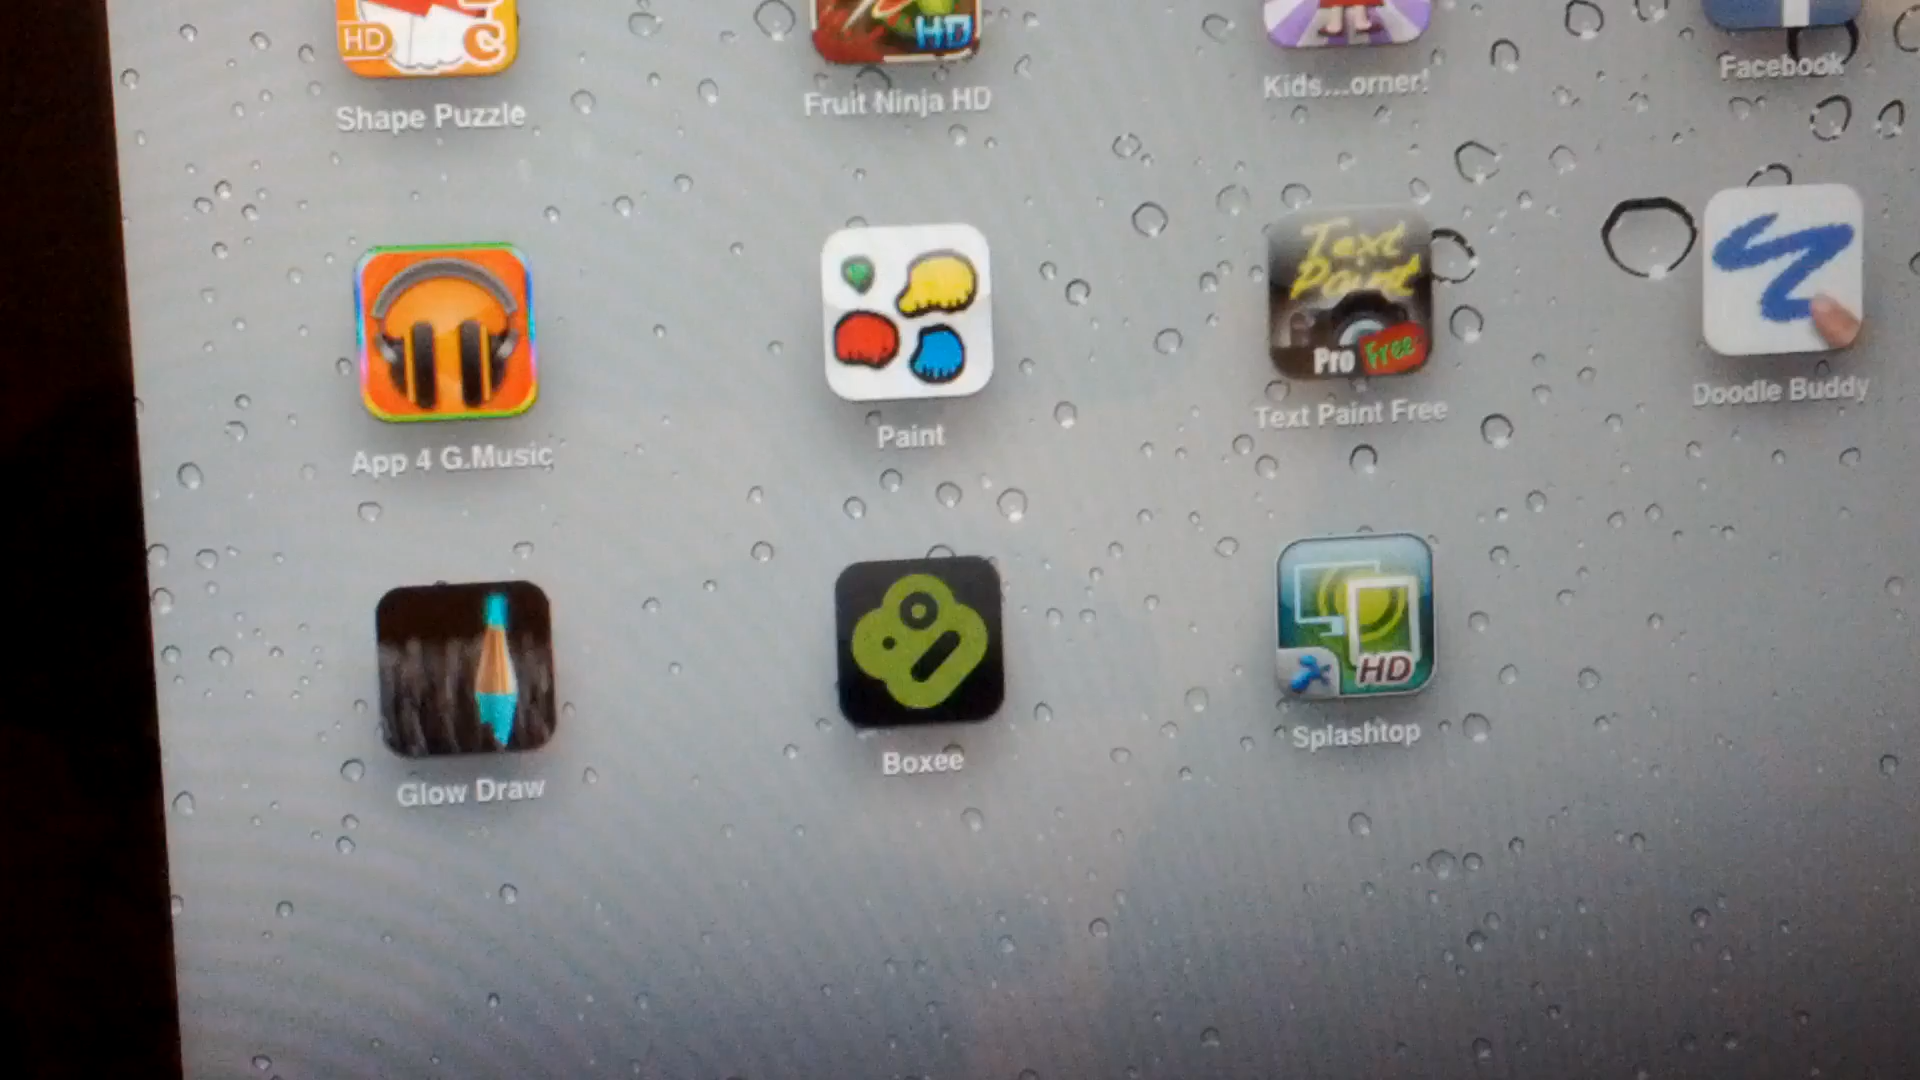 HD
HD
Shape Puzzle
Fruit Ninja HD
Kids...orner!
Facebook
Text
Paint
Pro Free
App 4 G.Music
Paint
Text Paint Free
Doodle Buddy
HD
Glow Draw
Boxee
Splashtop